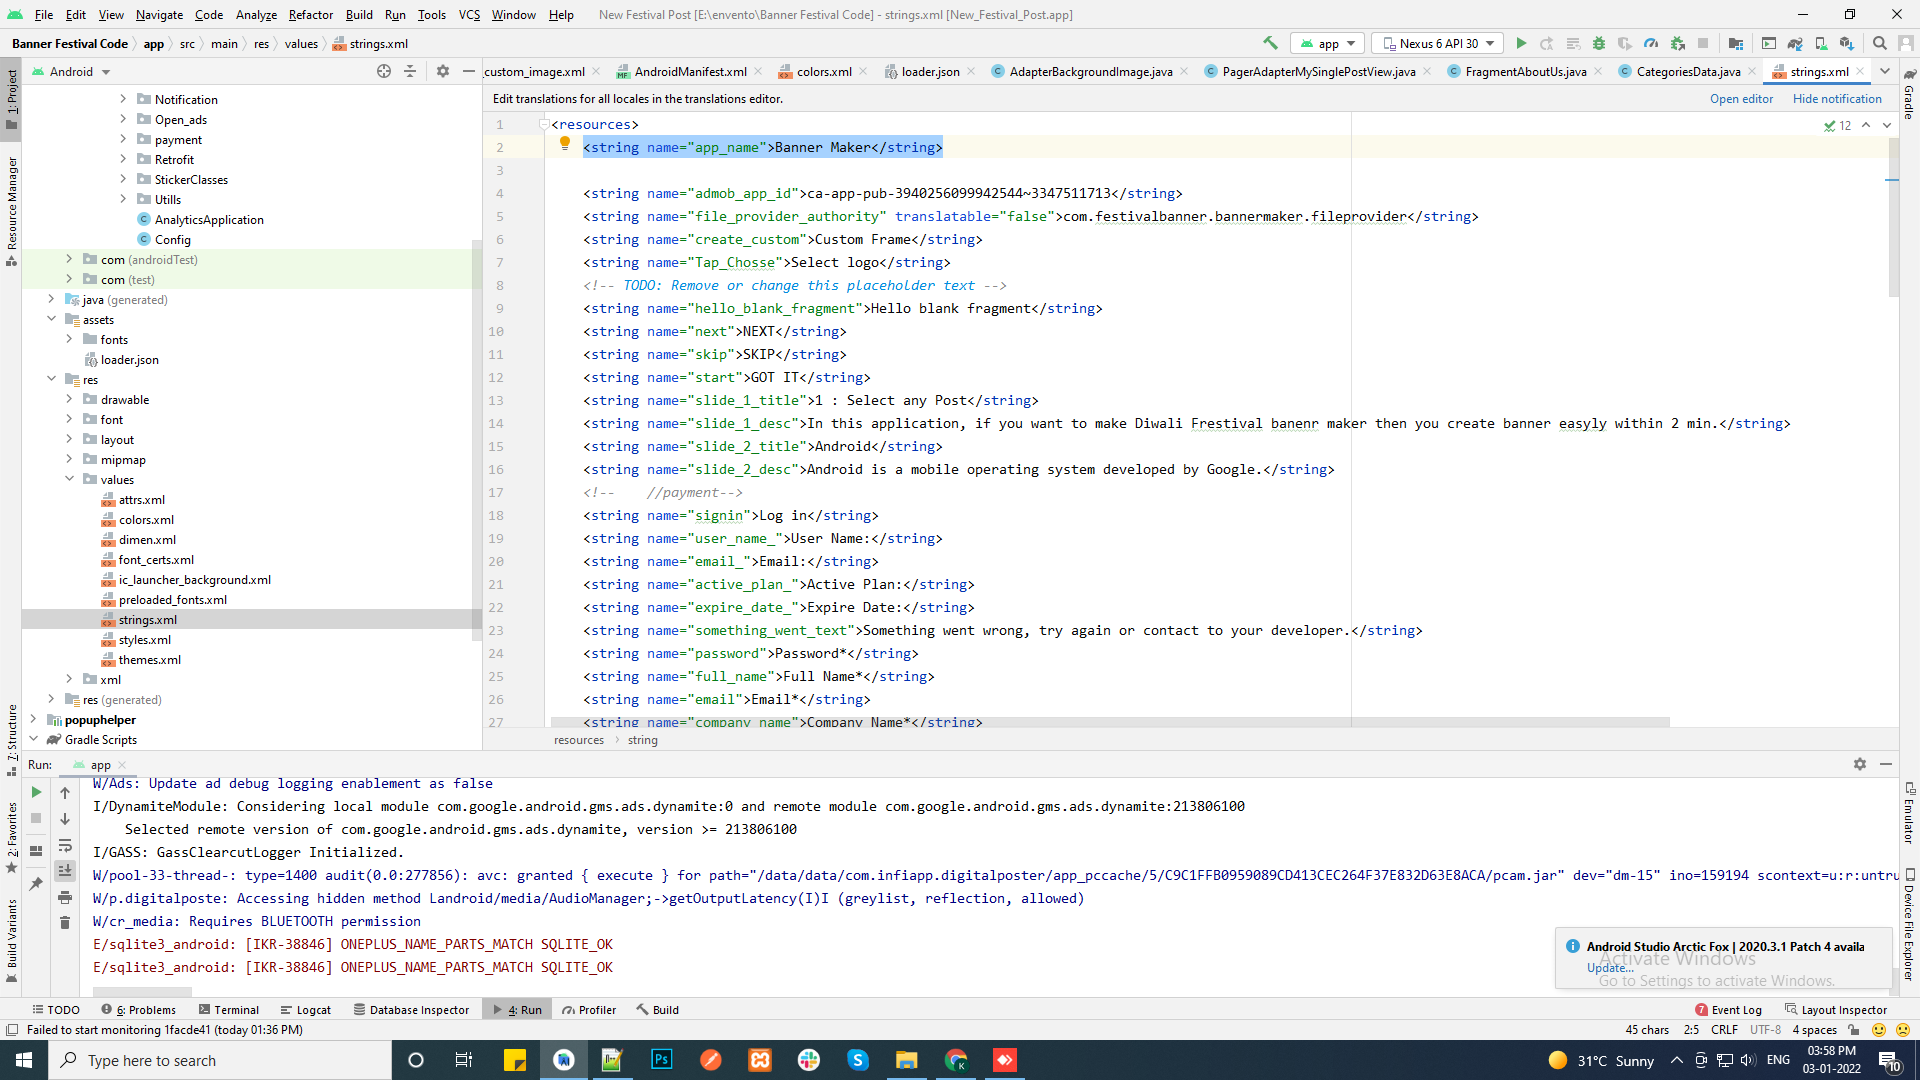 File Edit View Navigate Code Analyze Refactor Build Run Tools VCS Window Help New Festival Post [E:\envento\Banner Festival Code] - strings.xml [New_Festival_Post.app]
Banner Festival Code app src main res values strings.xml app Nexus 6 API 30
Android custom_image.xml AndroidManifest.xml colors.xml loader.json AdapterBackgroundImage.java PagerAdapterMySinglePostView.java FragmentAboutUs.java CategoriesData.java strings.xml
Edit translations for all locales in the translations editor. Open editor Hide notification
1: Project
Resource Manager
7: Structure
2: Favorites
Build Variants
Gradle
Emulator
Device File Explorer
Notification
Open_ads
payment
Retrofit
StickerClasses
Utills
AnalyticsApplication
Config
com (androidTest)
com (test)
java (generated)
assets
fonts
loader.json
res
drawable
font
layout
mipmap
values
attrs.xml
colors.xml
dimen.xml
font_certs.xml
ic_launcher_background.xml
preloaded_fonts.xml
strings.xml
styles.xml
themes.xml
xml
res (generated)
popuphelper
Gradle Scripts
12
1 <resources>
2 <string name="app_name">Banner Maker</string>
3
4 <string name="admob_app_id">ca-app-pub-3940256099942544~3347511713</string>
5 <string name="file_provider_authority" translatable="false">com.festivalbanner.bannermaker.fileprovider</string>
6 <string name="create_custom">Custom Frame</string>
7 <string name="Tap_Chosse">Select logo</string>
8 <!-- TODO: Remove or change this placeholder text -->
9 <string name="hello_blank_fragment">Hello blank fragment</string>
10 <string name="next">NEXT</string>
11 <string name="skip">SKIP</string>
12 <string name="start">GOT IT</string>
13 <string name="slide_1_title">1 : Select any Post</string>
14 <string name="slide_1_desc">In this application, if you want to make Diwali Frestival banenr maker then you create banner easyly within 2 min.</string>
15 <string name="slide_2_title">Android</string>
16 <string name="slide_2_desc">Android is a mobile operating system developed by Google.</string>
17 <!-- //payment-->
18 <string name="signin">Log in</string>
19 <string name="user_name_">User Name:</string>
20 <string name="email_">Email:</string>
21 <string name="active_plan_">Active Plan:</string>
22 <string name="expire_date_">Expire Date:</string>
23 <string name="something_went_text">Something went wrong, try again or contact to your developer.</string>
24 <string name="password">Password*</string>
25 <string name="full_name">Full Name*</string>
26 <string name="email">Email*</string>
27 <string name="company_name">Company Name*</string>
resources string
Run: app
W/Ads: Update ad debug logging enablement as false
I/DynamiteModule: Considering local module com.google.android.gms.ads.dynamite:0 and remote module com.google.android.gms.ads.dynamite:213806100
Selected remote version of com.google.android.gms.ads.dynamite, version >= 213806100
I/GASS: GassClearcutLogger Initialized.
W/pool-33-thread-: type=1400 audit(0.0:277856): avc: granted { execute } for path="/data/data/com.infiapp.digitalposter/app_pccache/5/C9C1FFB0959089CD413CEC264F37E832D63E8ACA/pcam.jar" dev="dm-15" ino=159194 scontext=u:r:untru
W/p.digitalposte: Accessing hidden method Landroid/media/AudioManager;->getOutputLatency(I)I (greylist, reflection, allowed)
W/cr_media: Requires BLUETOOTH permission
E/sqlite3_android: [IKR-38846] ONEPLUS_NAME_PARTS_MATCH SQLITE_OK
E/sqlite3_android: [IKR-38846] ONEPLUS_NAME_PARTS_MATCH SQLITE_OK
Android Studio Arctic Fox | 2020.3.1 Patch 4 availa
Update...
Activate Windows
Go to Settings to activate Windows.
TODO 6: Problems Terminal Logcat Database Inspector 4: Run Profiler Build 7 Event Log Layout Inspector
Failed to start monitoring 1facde41 (today 01:36 PM) 45 chars 2:5 CRLF UTF-8 4 spaces
Type here to search Ps K 31°C Sunny ENG 03:58 PM
03-01-2022 10